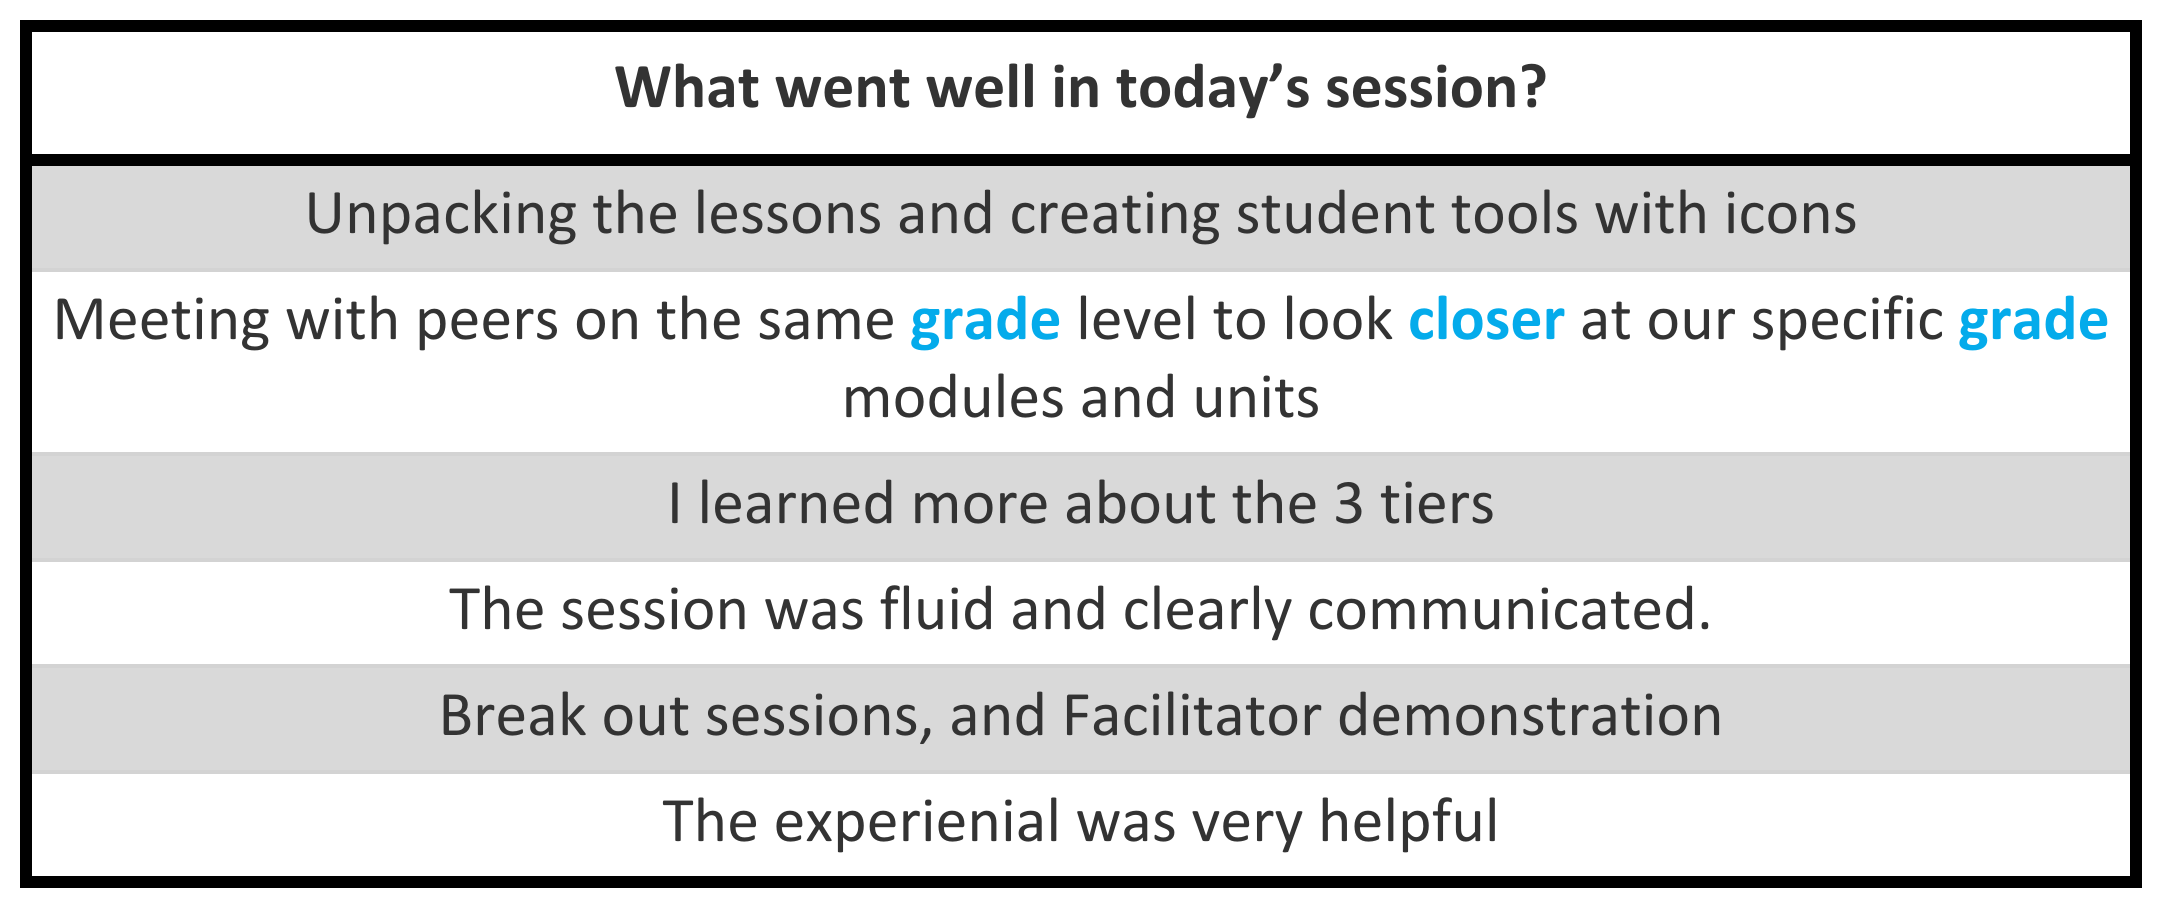 What went well in today’s session?
Unpacking the lessons and creating student tools with icons
Meeting with peers on the same grade level to look closer at our specific grade
modules and units
I learned more about the 3 tiers
The session was fluid and clearly communicated.
Break out sessions, and Facilitator demonstration
The experienial was very helpful